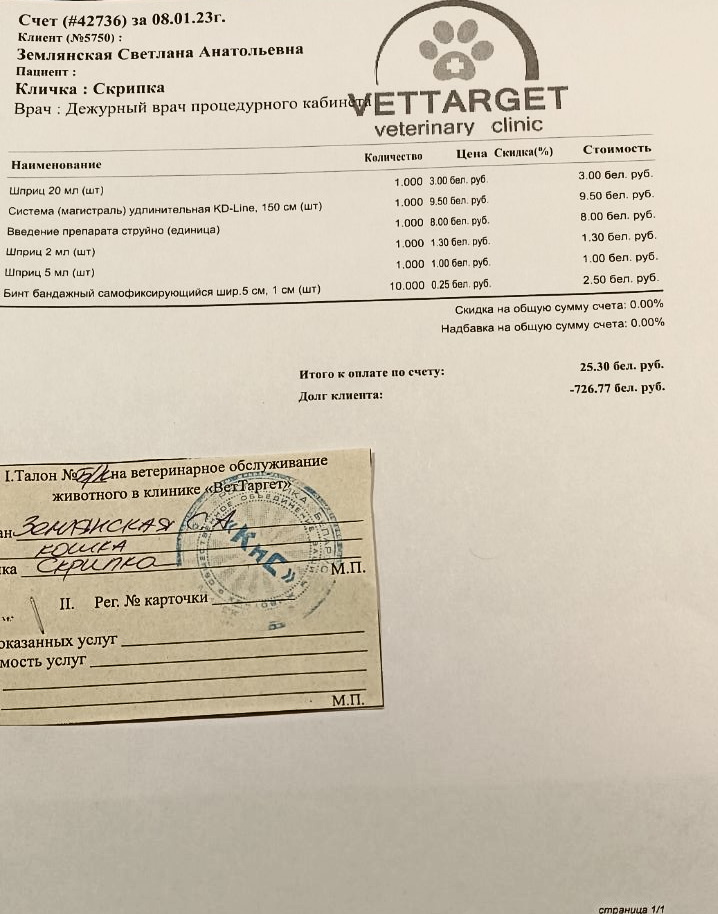 Счет (#42736) за 08.01.23г.
Клиент (№5750) :
Землянская Светлана Анатольевна
Пациент :
Кличка : Скрипка
Врач : Дежурный врач процедурного кабинета
VETTARGET
veterinary clinic
Наименование Количество Цена Скидка(%) Стоимость
Шприц 20 мл (шт) 1.000 3.00 бел. руб. 3.00 бел. руб.
Система (магистраль) удлинительная KD-Line, 150 см (шт) 1.000 9.50 бел. руб. 9.50 бел. руб.
Введение препарата струйно (единица) 1.000 8.00 бел. руб. 8.00 бел. руб.
Шприц 2 мл (шт) 1.000 1.30 бел. руб. 1.30 бел. руб.
Шприц 5 мл (шт) 1.000 1.00 бел. руб. 1.00 бел. руб.
Бинт бандажный самофиксирующийся шир.5 см, 1 см (шт) 10.000 0.25 бел. руб. 2.50 бел. руб.
Скидка на общую сумму счета: 0.00%
Надбавка на общую сумму счета: 0.00%
Итого к оплате по счету: 25.30 бел. руб.
Долг клиента: -726.77 бел. руб.
I.Талон № Б/н на ветеринарное обслуживание
животного в клинике «ВетТаргет»
ан Землянская С.А
кошка
ка Скрипка М.П.
«КиС»
II. Рег. № карточки
оказанных услуг
мость услуг
М.П.
страница 1/1